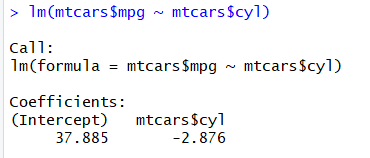 > lm(mtcars$mpg ~ mtcars$cyl)
Call:
lm(formula = mtcars$mpg ~ mtcars$cyl)
Coefficients:
(Intercept)   mtcars$cyl
     37.885       -2.876